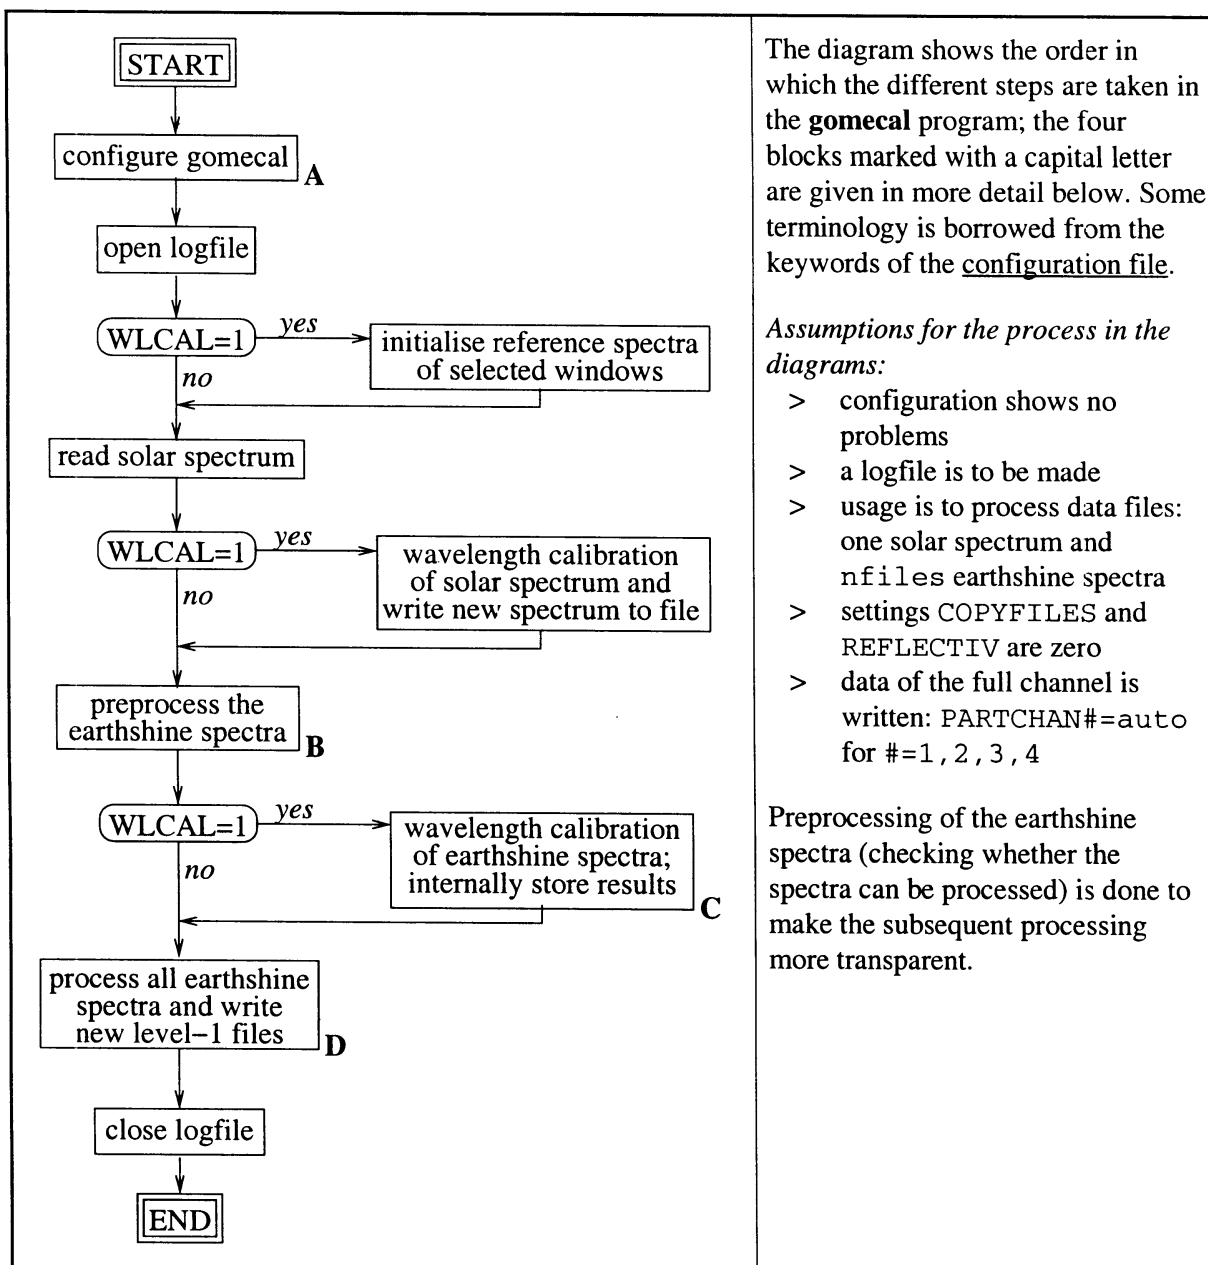 START
configure gomecal
A
open logfile
WLCAL=1
yes
initialise reference spectra
of selected windows
no
read solar spectrum
WLCAL=1
yes
wavelength calibration
of solar spectrum and
write new spectrum to file
no
preprocess the
earthshine spectra
B
WLCAL=1
yes
wavelength calibration
of earthshine spectra;
internally store results
C
no
process all earthshine
spectra and write
new level-1 files
D
close logfile
END
The diagram shows the order in
which the different steps are taken in
the gomecal program; the four
blocks marked with a capital letter
are given in more detail below. Some
terminology is borrowed from the
keywords of the configuration file.
Assumptions for the process in the
diagrams:
> configuration shows no
problems
> a logfile is to be made
> usage is to process data files:
one solar spectrum and
nfiles earthshine spectra
> settings COPYFILES and
REFLECTIV are zero
> data of the full channel is
written: PARTCHAN#=auto
for #=1,2,3,4
Preprocessing of the earthshine
spectra (checking whether the
spectra can be processed) is done to
make the subsequent processing
more transparent.